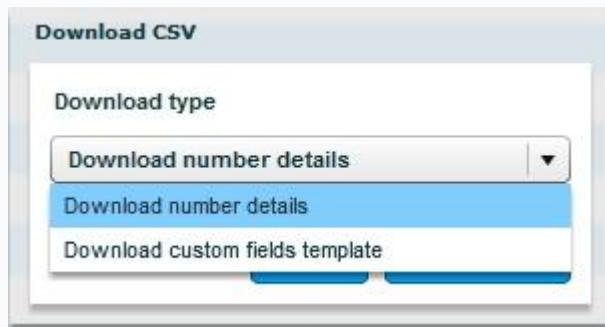 Download CSV
Download type
Download number details
Download number details
Download custom fields template